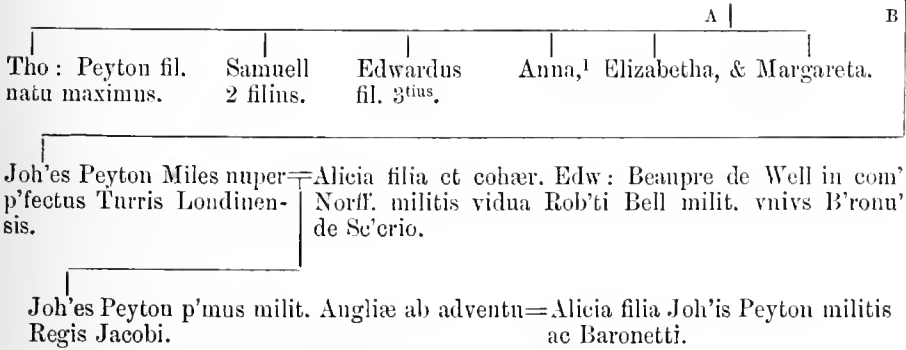 A B
Tho: Peyton fil. Samuell Edwardus Anna,¹ Elizabetha, & Margareta.
natu maximus. 2 filius. fil. 3tius.
Joh'es Peyton Miles nuper=Alicia filia et cohær. Edw: Beaupre de Well in com'
p'fectus Turris Londinen- Norff. militis vidua Rob'ti Bell milit. vnivs B'ronu'
sis. de Sc'crio.
Joh'es Peyton p'mus milit. Angliæ ab adventu=Alicia filia Joh'is Peyton militis
Regis Jacobi. ac Baronetti.